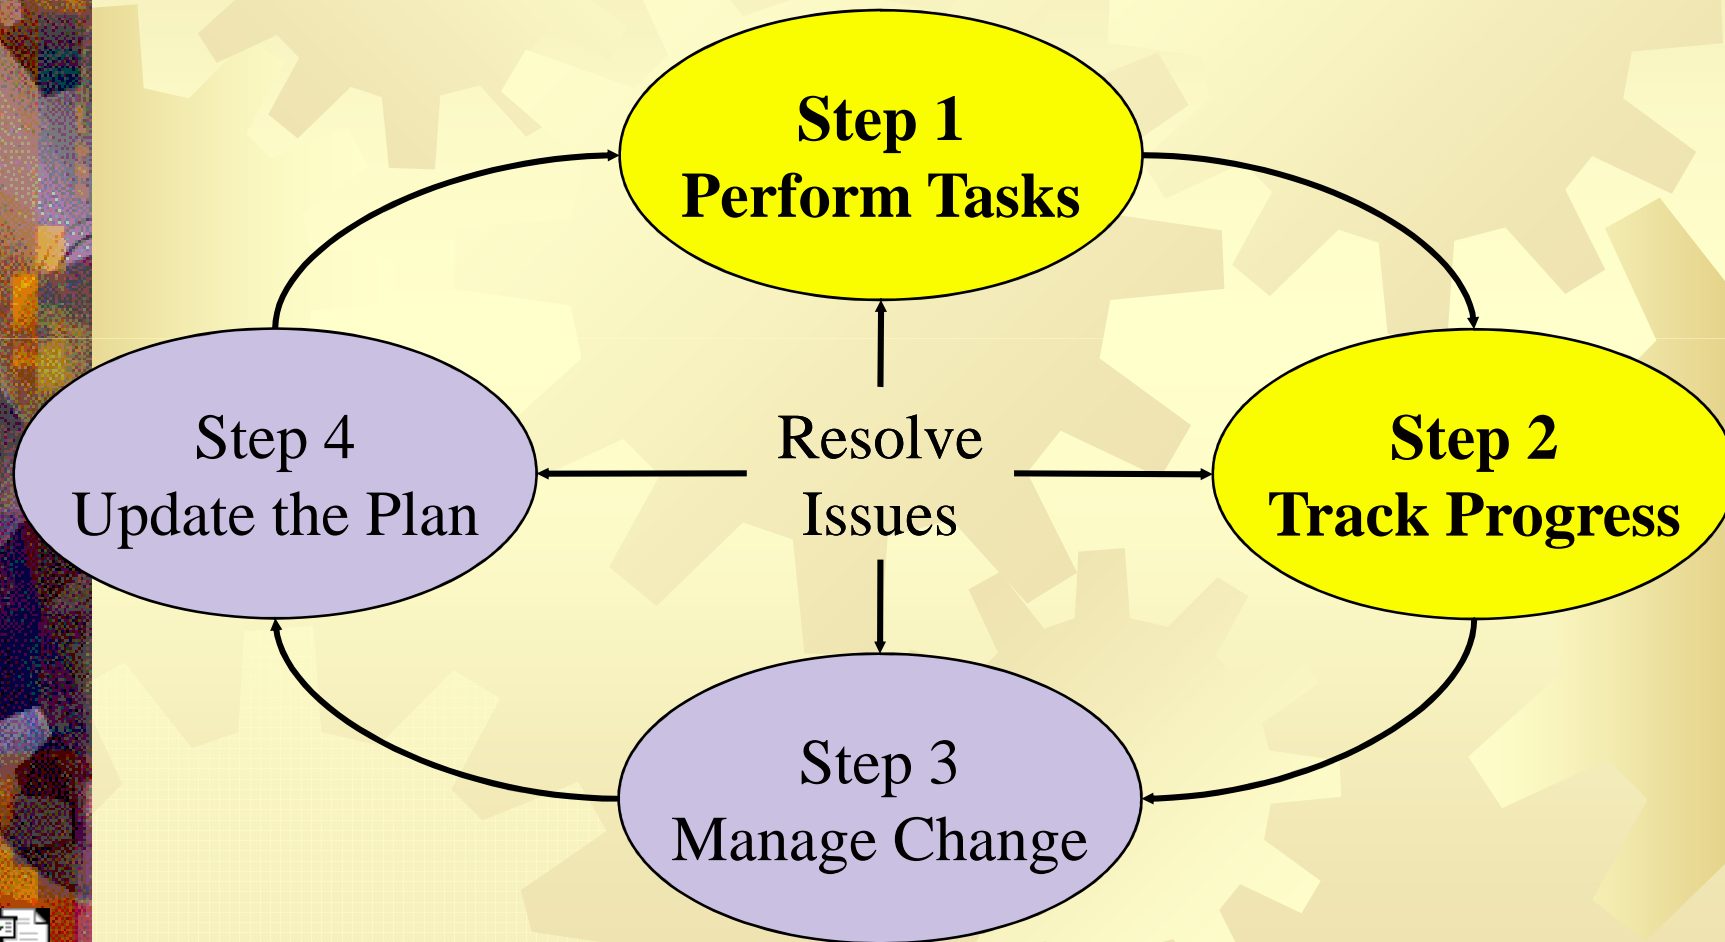 Step 1
Perform Tasks
Step 4
Update the Plan
Resolve
Issues
Step 2
Track Progress
Step 3
Manage Change